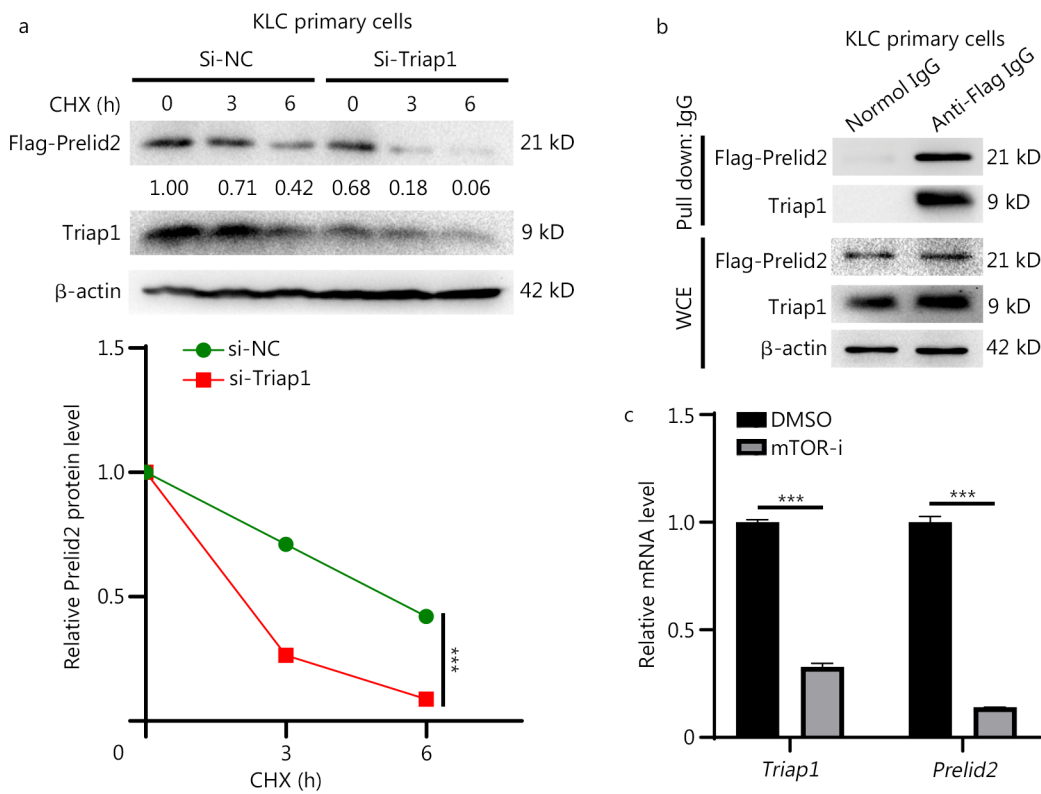 a
KLC primary cells
Si-NC Si-Triap1
CHX (h) 0 3 6 0 3 6
Flag-Prelid2 21 kD
1.00 0.71 0.42 0.68 0.18 0.06
Triap1 9 kD
β-actin 42 kD
1.5
si-NC
si-Triap1
1.0
0.5
Relative Prelid2 protein level
***
0 3 6
CHX (h)
b
KLC primary cells
Normol IgG Anti-Flag IgG
Pull down: IgG
Flag-Prelid2 21 kD
Triap1 9 kD
WCE
Flag-Prelid2 21 kD
Triap1 9 kD
β-actin 42 kD
c
1.5
DMSO
mTOR-i
*** ***
1.0
Relative mRNA level
0.5
0
Triap1 Prelid2